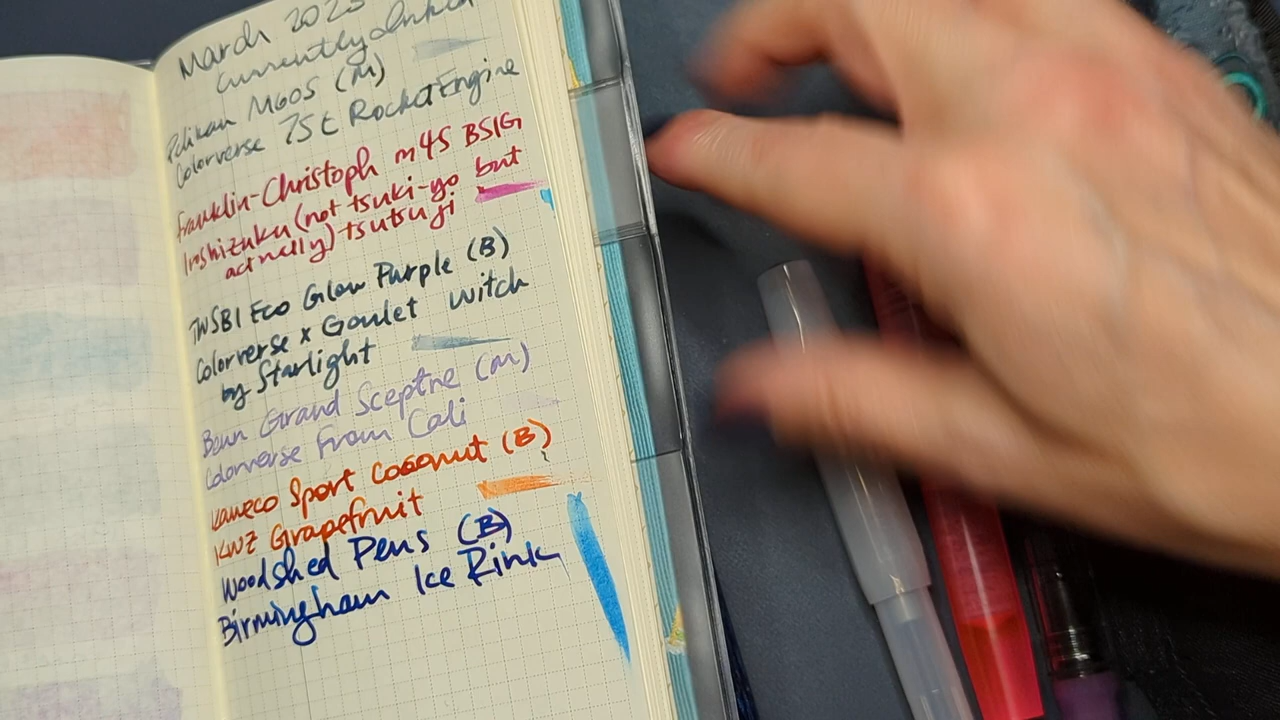 March 2025
Currently Inked
Pelikan M605 (M)
Colorverse 75t RocketEngine
Franklin-Christoph m45 BSIG
Iroshizuku (not tsuki-yo but
actually) tsutsuji
TWSBI Eco Glow Purple (B)
Colorverse x Goulet Witch
by Starlight
Benu Grand Sceptre (M)
Colorverse From Cali
Kaweco Sport Coconut (B)
KWZ Grapefruit
Woodshed Pens (B)
Birmingham Ice Rink